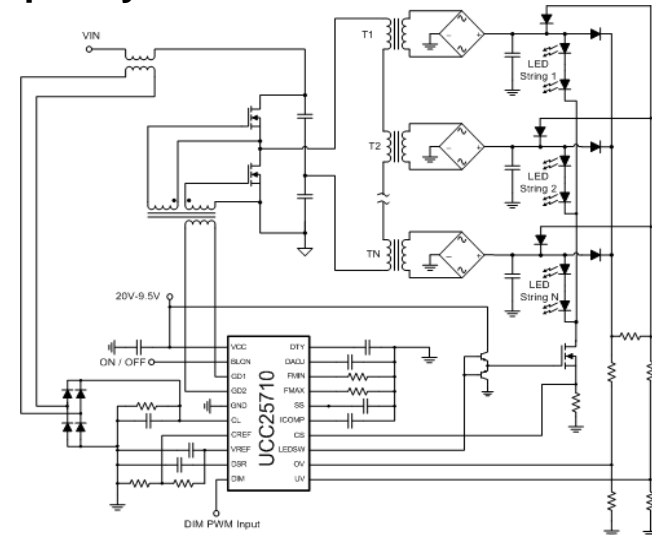 VIN
T1
LED
String 1
T2
LED
String 2
TN
LED
String N
20V-9.5V
ON / OFF
VCC
BLON
GD1
GD2
GND
CL
CREF
VREF
DSR
DIM
UCC25710
DTY
DADJ
FMIN
FMAX
SS
ICOMP
CS
LEDSW
OV
UV
DIM PWM Input